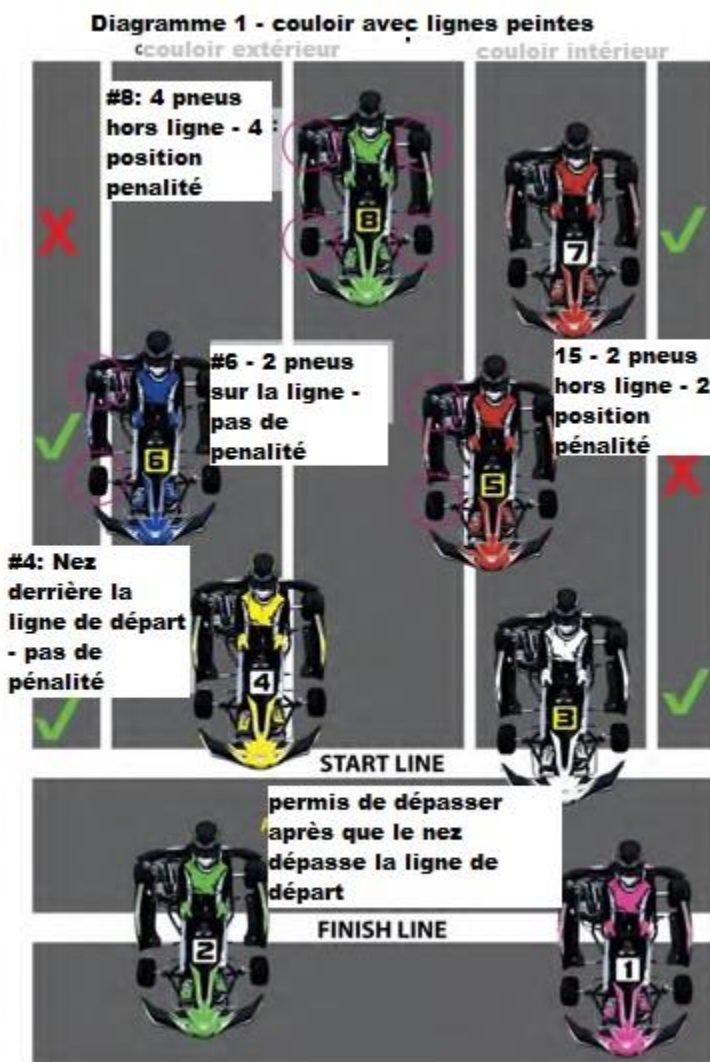 Diagramme 1 - couloir avec lignes peintes
couloir extérieur
couloir intérieur
#8: 4 pneus
hors ligne - 4
position
penalité
8
7
#6 - 2 pneus
sur la ligne -
pas de
penalité
15 - 2 pneus
hors ligne - 2
position
pénalité
6
5
#4: Nez
derrière la
ligne de départ
- pas de
pénalité
4
3
START LINE
permis de dépasser
après que le nez
dépasse la ligne de
départ
FINISH LINE
2
1